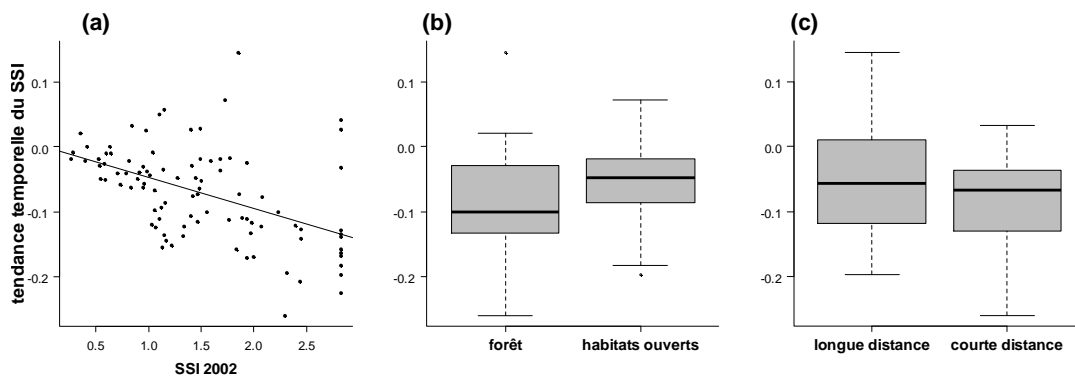 (a)
tendance temporelle du SSI
0.1
0.0
-0.1
-0.2
0.5 1.0 1.5 2.0 2.5
SSI 2002
(b)
0.1
0.0
-0.1
-0.2
forêt habitats ouverts
(c)
0.1
0.0
-0.1
-0.2
longue distance courte distance